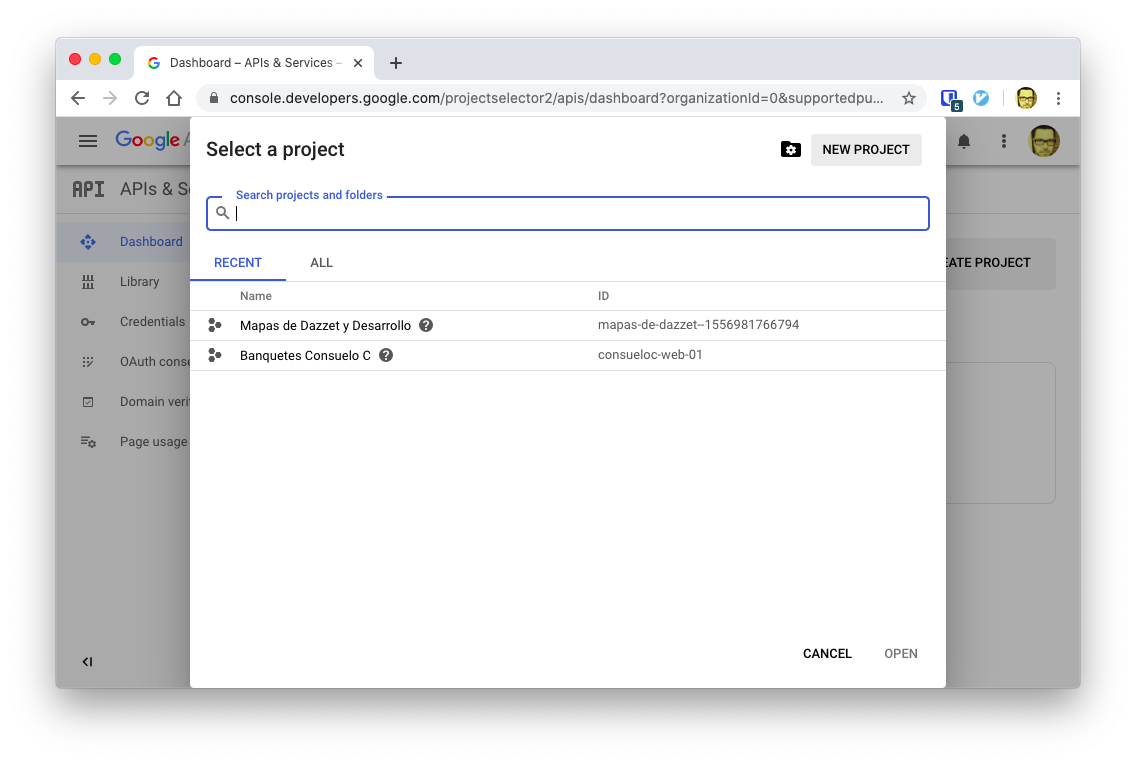 Dashboard – APIs & Services –
console.developers.google.com/projectselector2/apis/dashboard?organizationId=0&supportedpu...
5
Google A
Select a project
NEW PROJECT
API APIs & Se
Search projects and folders
Dashboard
RECENT
ALL
EATE PROJECT
Library
Name
ID
Credentials
Mapas de Dazzet y Desarrollo
mapas-de-dazzet--1556981766794
Banquetes Consuelo C
consueloc-web-01
OAuth conse
Domain verif
Page usage
CANCEL
OPEN